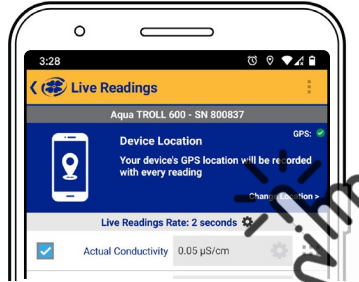 3:28
Live Readings
Aqua TROLL 600 - SN 800837
GPS:
Device Location
Your device's GPS location will be recorded
with every reading
Change Location >
Live Readings Rate: 2 seconds
Actual Conductivity 0.05 µS/cm